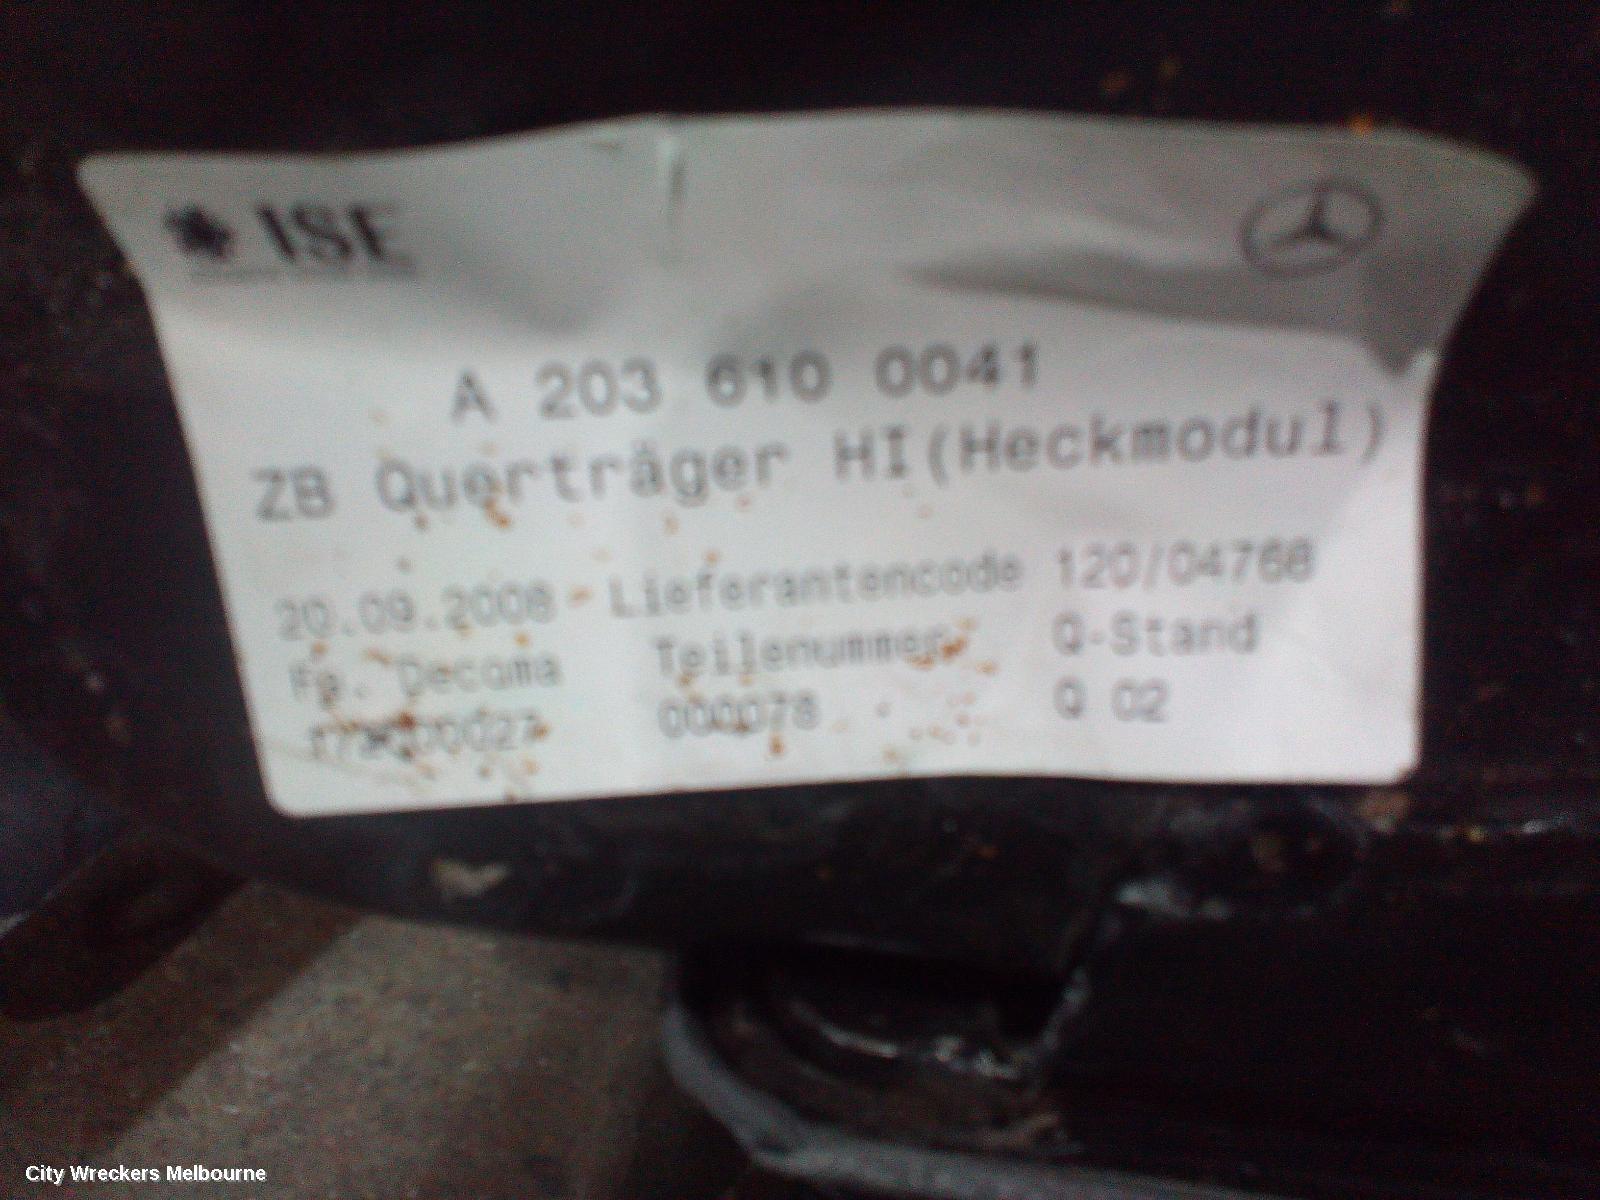 ISE
A 203 610 0041
ZB Querträger HI(Heckmodul)
20.09.2008 - Lieferantencode 120/04768
Fg. Decoma Teilenummer Q-Stand
000078 Q 02
City Wreckers Melbourne